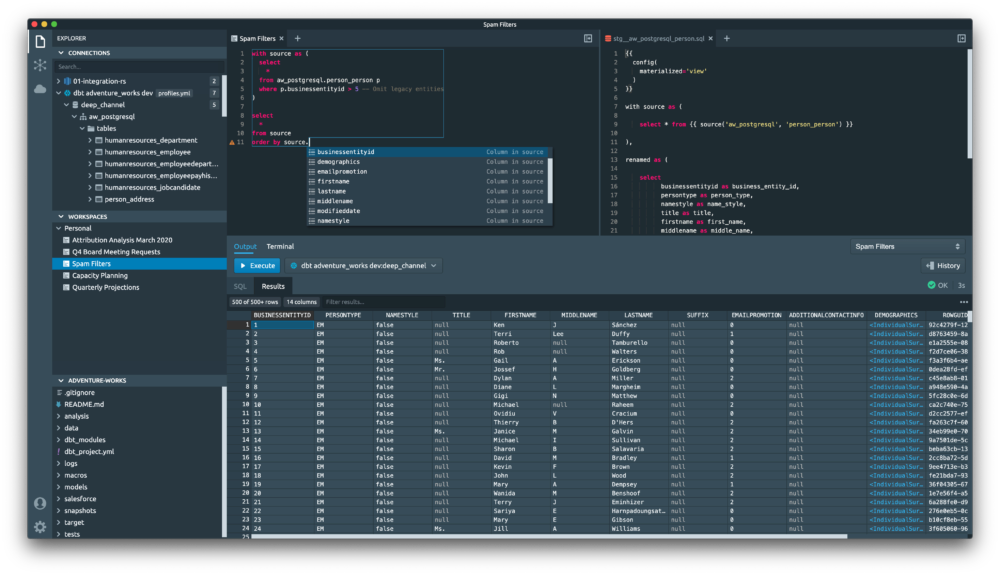 Spam Filters
EXPLORER
CONNECTIONS
Search...
01-integration-rs 2
dbt adventure_works dev profiles.yml 7
deep_channel 5
aw_postgresql
tables
humanresources_department
humanresources_employee
humanresources_employeedepart...
humanresources_employeepayhis...
humanresources_jobcandidate
person_address
WORKSPACES
Personal
Attribution Analysis March 2020
Q4 Board Meeting Requests
Spam Filters
Capacity Planning
Quarterly Projections
ADVENTURE-WORKS
.gitignore
README.md
analysis
data
dbt_modules
dbt_project.yml
logs
macros
models
salesforce
snapshots
target
tests
Spam Filters
1 with source as (
2 select
3 *
4 from aw_postgresql.person_person p
5 where p.businessentityid > 5 -- Omit legacy entities
6 )
7
8 select
9 *
10 from source
11 order by source.
businessentityid Column in source
demographics Column in source
emailpromotion Column in source
firstname Column in source
lastname Column in source
middlename Column in source
modifieddate Column in source
namestyle Column in source
stg__aw_postgresql_person.sql
1 {{
2 config(
3 materialized='view'
4 )
5 }}
6
7 with source as (
8
9 select * from {{ source('aw_postgresql', 'person_person') }}
10
11 ),
12
13 renamed as (
14
15 select
16 businessentityid as business_entity_id,
17 persontype as person_type,
18 namestyle as name_style,
19 title as title,
20 firstname as first_name,
21 middlename as middle_name,
Output Terminal Spam Filters
Execute dbt adventure_works dev:deep_channel History
SQL Results OK 3s
500 of 500+ rows 14 columns Filter results...
BUSINESSENTITYID PERSONTYPE NAMESTYLE TITLE FIRSTNAME MIDDLENAME LASTNAME SUFFIX EMAILPROMOTION ADDITIONALCONTACTINFO DEMOGRAPHICS ROWGUID
1 1 EM false null Ken J Sánchez null 0 null <IndividualSur... 92c4279f-12
2 2 EM false null Terri Lee Duffy null 1 null <IndividualSur... d8763459-8a
3 3 EM false null Roberto null Tamburello null 0 null <IndividualSur... e1a2555e-08
4 4 EM false null Rob null Walters null 0 null <IndividualSur... f2d7ce06-38
5 5 EM false Ms. Gail A Erickson null 0 null <IndividualSur... f3a3f6b4-ae
6 6 EM false Mr. Jossef H Goldberg null 0 null <IndividualSur... 0dea28fd-ef
7 7 EM false null Dylan A Miller null 2 null <IndividualSur... c45e8ab8-01
8 8 EM false null Diane L Margheim null 0 null <IndividualSur... a948e590-4a
9 9 EM false null Gigi N Matthew null 0 null <IndividualSur... 5fc28c0e-6d
10 10 EM false null Michael null Raheem null 2 null <IndividualSur... ca2c740e-75
11 11 EM false null Ovidiu V Cracium null 0 null <IndividualSur... d2cc2577-ef
12 12 EM false null Thierry B D'Hers null 2 null <IndividualSur... fa263c7f-60
13 13 EM false Ms. Janice M Galvin null 2 null <IndividualSur... 34eb99e0-70
14 14 EM false null Michael I Sullivan null 2 null <IndividualSur... 9a7501de-5c
15 15 EM false null Sharon B Salavaria null 2 null <IndividualSur... beba63cb-13
16 16 EM false null David M Bradley null 1 null <IndividualSur... 2cc8ba72-5d
17 17 EM false null Kevin F Brown null 2 null <IndividualSur... 9ee4713e-b3
18 18 EM false null John L Wood null 2 null <IndividualSur... fe21bda7-93
19 19 EM false null Mary A Dempsey null 1 null <IndividualSur... 36f04305-67
20 20 EM false null Wanida M Benshoof null 2 null <IndividualSur... 1e7e56f4-a5
21 21 EM false null Terry J Eminhizer null 2 null <IndividualSur... 6a288fe0-d9
22 22 EM false null Sariya E Harnpadoungsat... null 0 null <IndividualSur... 276e0eb5-0c
23 23 EM false null Mary E Gibson null 0 null <IndividualSur... b10cf8eb-55
24 24 EM false Ms. Jill A Williams null 0 null <IndividualSur... 3f605060-96
25